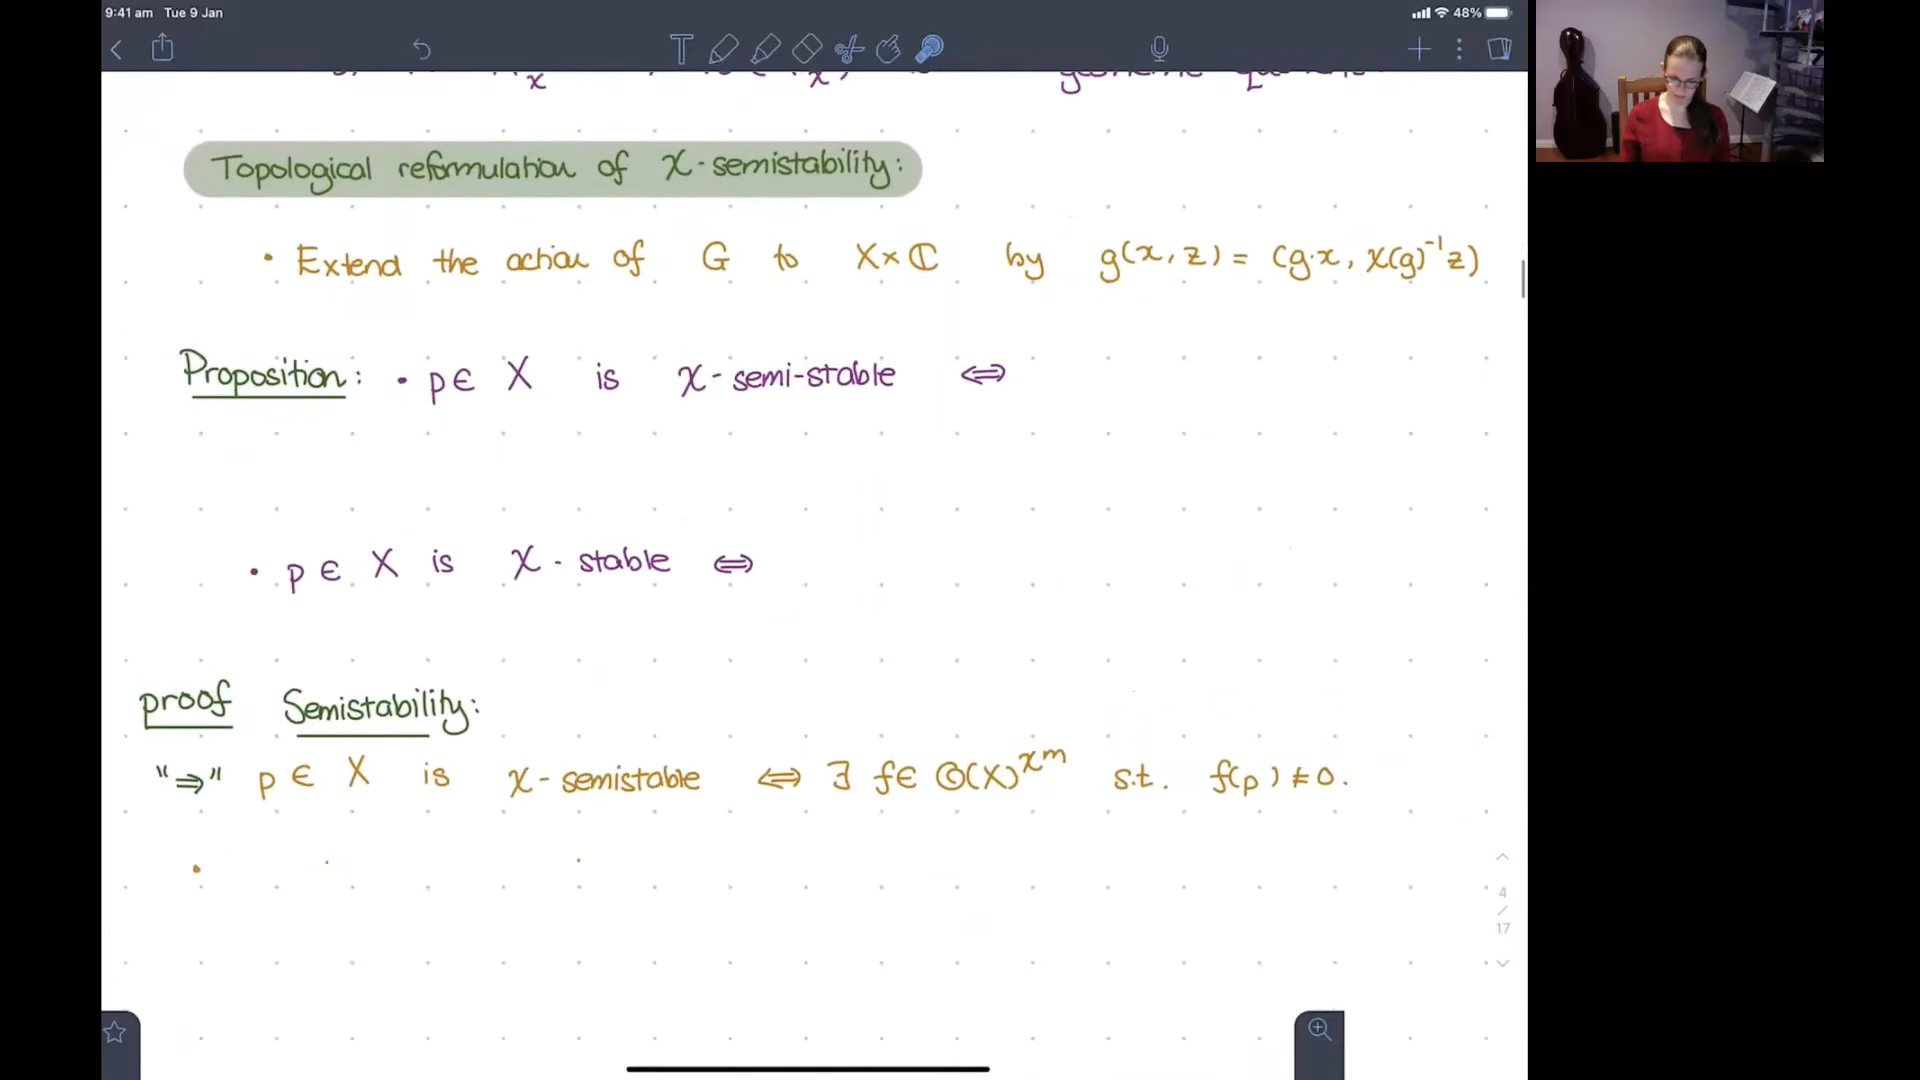 9:41 am Tue 9 Jan
48%
Topological reformulation of χ-semistability:
• Extend the action of G to X×ℂ by g(x, z) = (g·x, χ(g)⁻¹z)
Proposition: • p ∈ X is χ-semi-stable ⇔
• p ∈ X is χ-stable ⇔
proof Semistability:
"⇒" p ∈ X is χ-semistable ⇔ ∃ f ∈ O(X)^{χ^m} s.t. f(p) ≠ 0.
4
/
17